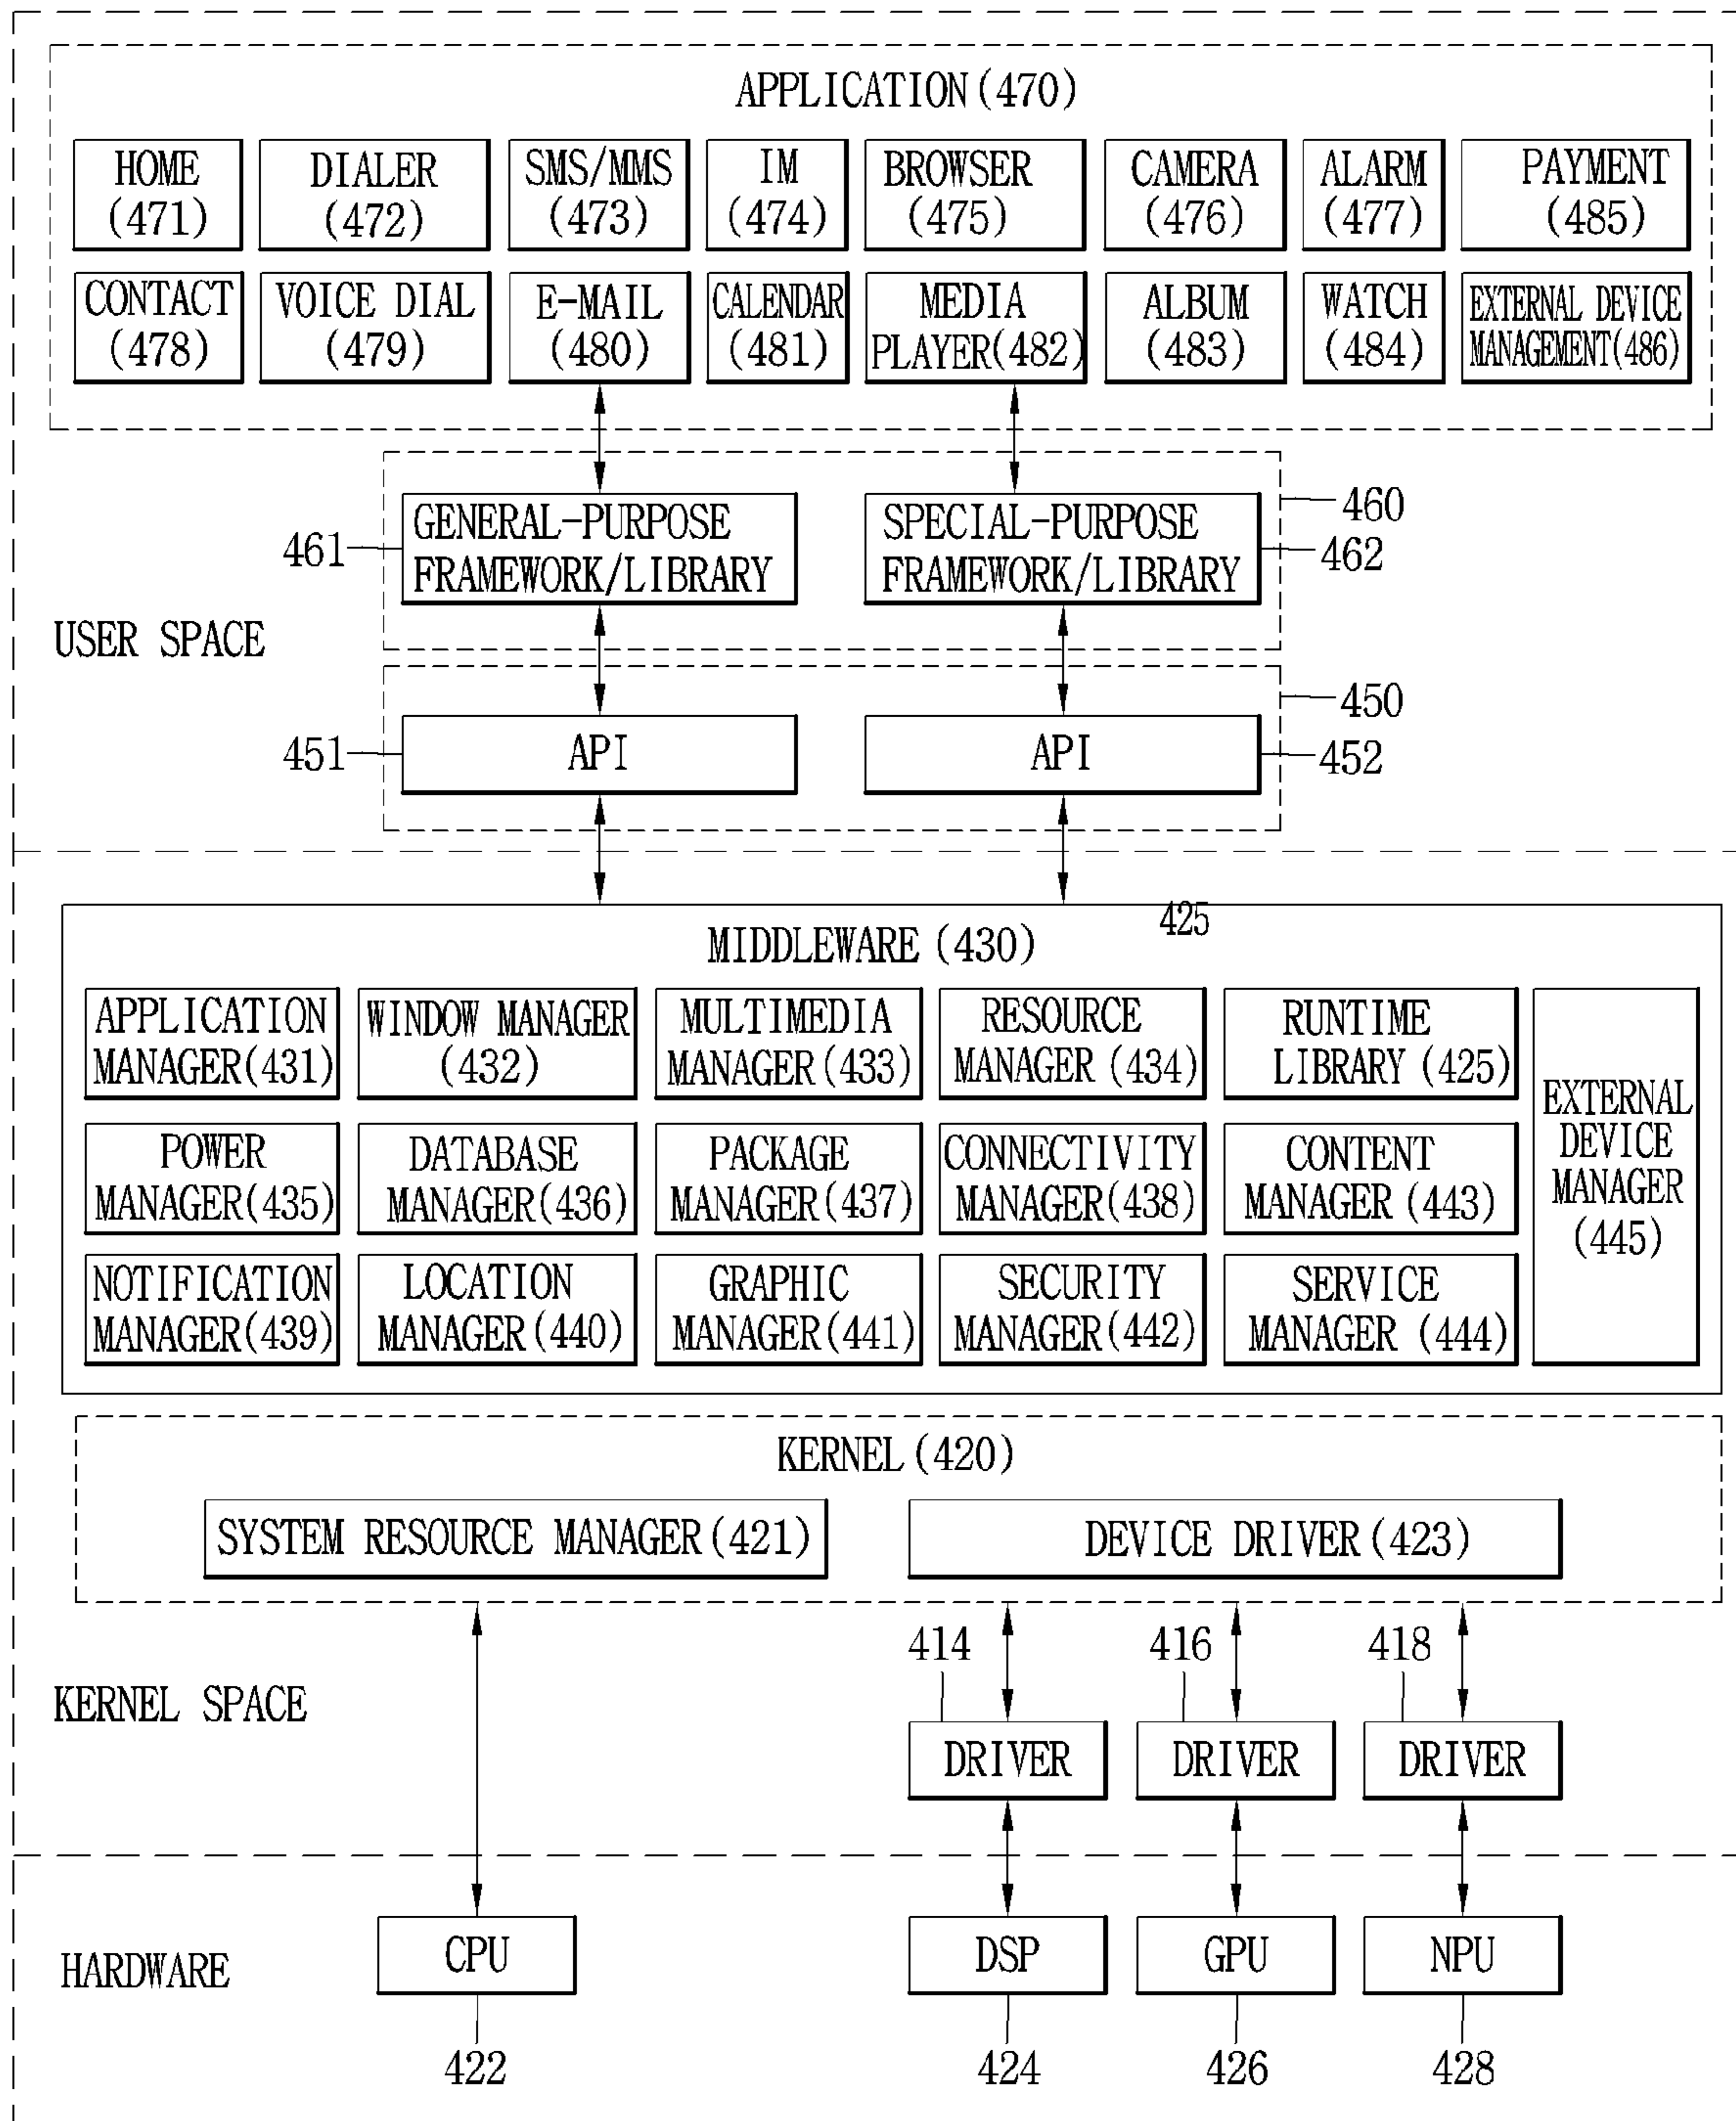 APPLICATION(470)
HOME
(471)
DIALER
(472)
SMS/MMS
(473)
IM
(474)
BROWSER
(475)
CAMERA
(476)
ALARM
(477)
PAYMENT
(485)
CONTACT
(478)
VOICE DIAL
(479)
E-MAIL
(480)
CALENDAR
(481)
MEDIA
PLAYER(482)
ALBUM
(483)
WATCH
(484)
EXTERNAL DEVICE
MANAGEMENT(486)
GENERAL-PURPOSE
FRAMEWORK/LIBRARY
461
SPECIAL-PURPOSE
FRAMEWORK/LIBRARY
460
462
USER SPACE
450
451
API
API
452
425
MIDDLEWARE(430)
APPLICATION
MANAGER(431)
WINDOW MANAGER
(432)
MULTIMEDIA
MANAGER(433)
RESOURCE
MANAGER(434)
RUNTIME
LIBRARY(425)
EXTERNAL
DEVICE
MANAGER
(445)
POWER
MANAGER(435)
DATABASE
MANAGER(436)
PACKAGE
MANAGER(437)
CONNECTIVITY
MANAGER(438)
CONTENT
MANAGER(443)
NOTIFICATION
MANAGER(439)
LOCATION
MANAGER(440)
GRAPHIC
MANAGER(441)
SECURITY
MANAGER(442)
SERVICE
MANAGER(444)
KERNEL(420)
SYSTEM RESOURCE MANAGER(421)
DEVICE DRIVER(423)
414
416
418
KERNEL SPACE
DRIVER
DRIVER
DRIVER
HARDWARE
CPU
DSP
GPU
NPU
422
424
426
428